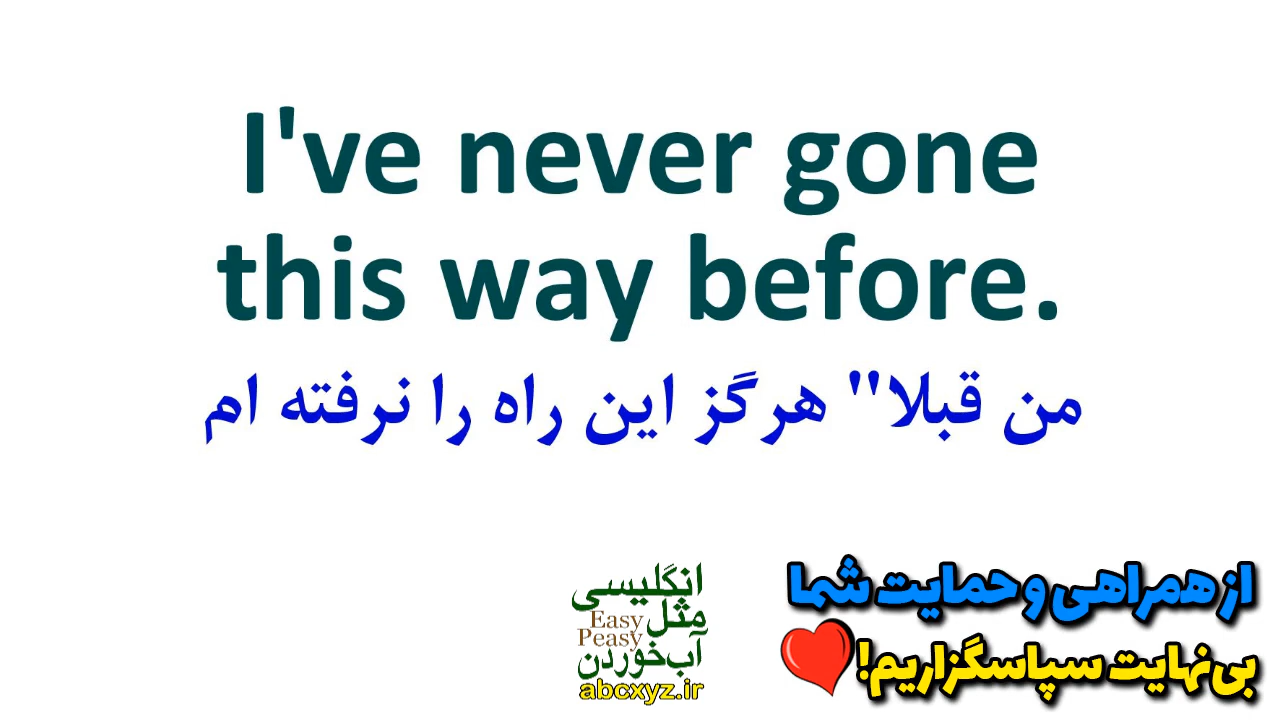 I've never gone
this way before.
من قبلا" هرگز این راه را نرفته ام
انگلیسی
مثل
Easy
Peasy
آب‌خوردن
abcxyz.ir
از همراهی و حمایت شما
بی‌نهایت سپاسگزاریم!